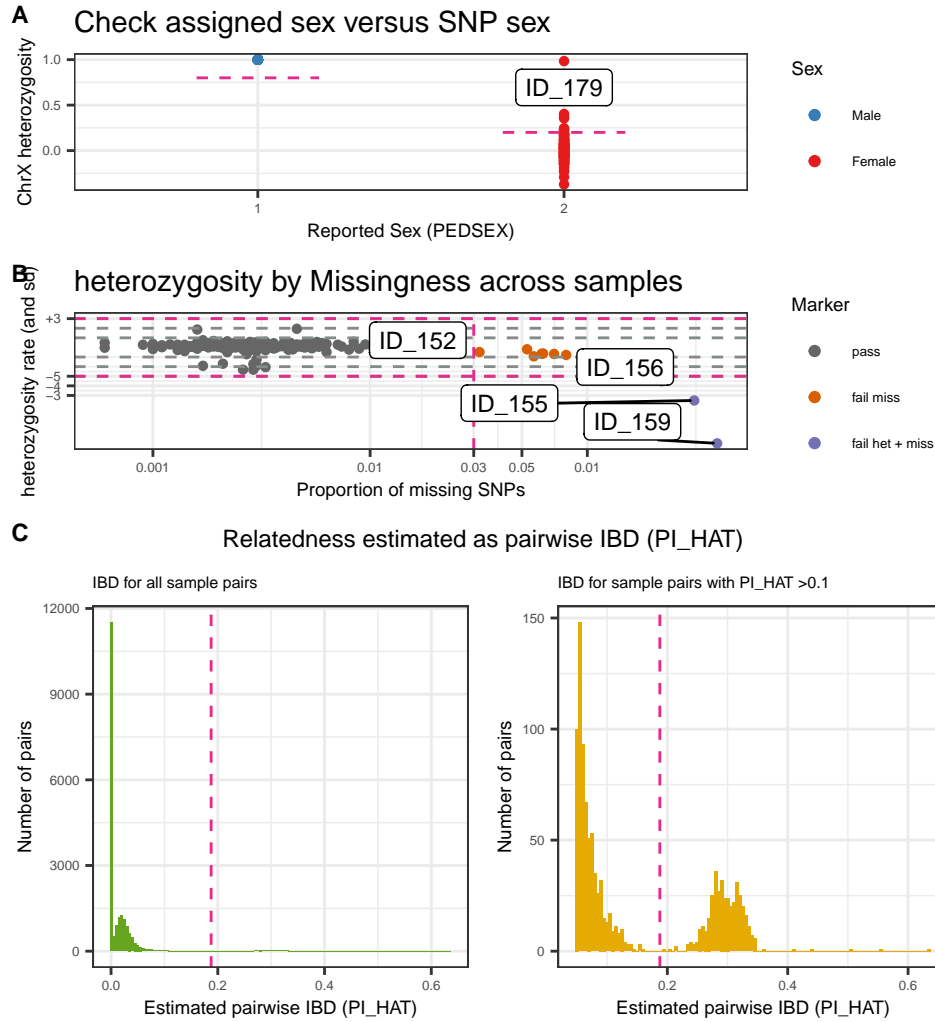 A
Check assigned sex versus SNP sex
ChrX heterozygosity
1.0
0.5
0.0
ID_179
1
2
Reported Sex (PEDSEX)
Sex
Male
Female
B
heterozygosity by Missingness across samples
heterozygosity rate (and sd)
+3
−5
−4
−3
ID_152
ID_156
ID_155
ID_159
0.001
0.01
0.03
0.05
0.01
Proportion of missing SNPs
Marker
pass
fail miss
fail het + miss
C
Relatedness estimated as pairwise IBD (PI_HAT)
IBD for all sample pairs
Number of pairs
12000
9000
6000
3000
0
0.0
0.2
0.4
0.6
Estimated pairwise IBD (PI_HAT)
IBD for sample pairs with PI_HAT >0.1
Number of pairs
150
100
50
0
0.2
0.4
0.6
Estimated pairwise IBD (PI_HAT)